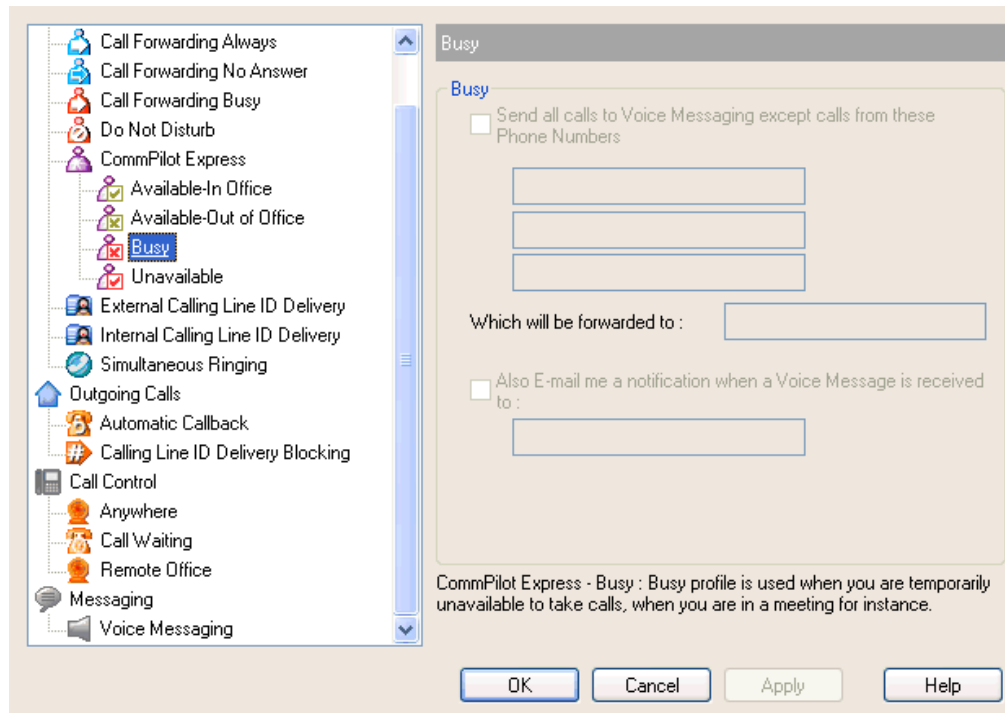 Call Forwarding Always
Call Forwarding No Answer
Call Forwarding Busy
Do Not Disturb
CommPilot Express
Available-In Office
Available-Out of Office
Busy
Unavailable
External Calling Line ID Delivery
Internal Calling Line ID Delivery
Simultaneous Ringing
Outgoing Calls
Automatic Callback
Calling Line ID Delivery Blocking
Call Control
Anywhere
Call Waiting
Remote Office
Messaging
Voice Messaging
Busy
Busy
Send all calls to Voice Messaging except calls from these
Phone Numbers
Which will be forwarded to :
Also E-mail me a notification when a Voice Message is received
to :
CommPilot Express - Busy : Busy profile is used when you are temporarily
unavailable to take calls, when you are in a meeting for instance.
OK
Cancel
Apply
Help